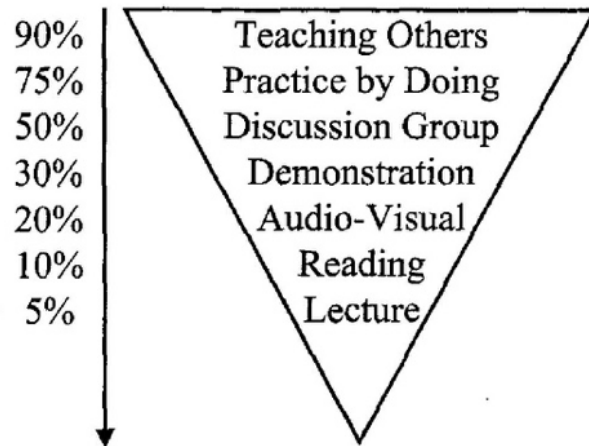 90% Teaching Others
75% Practice by Doing
50% Discussion Group
30% Demonstration
20% Audio-Visual
10% Reading
5% Lecture